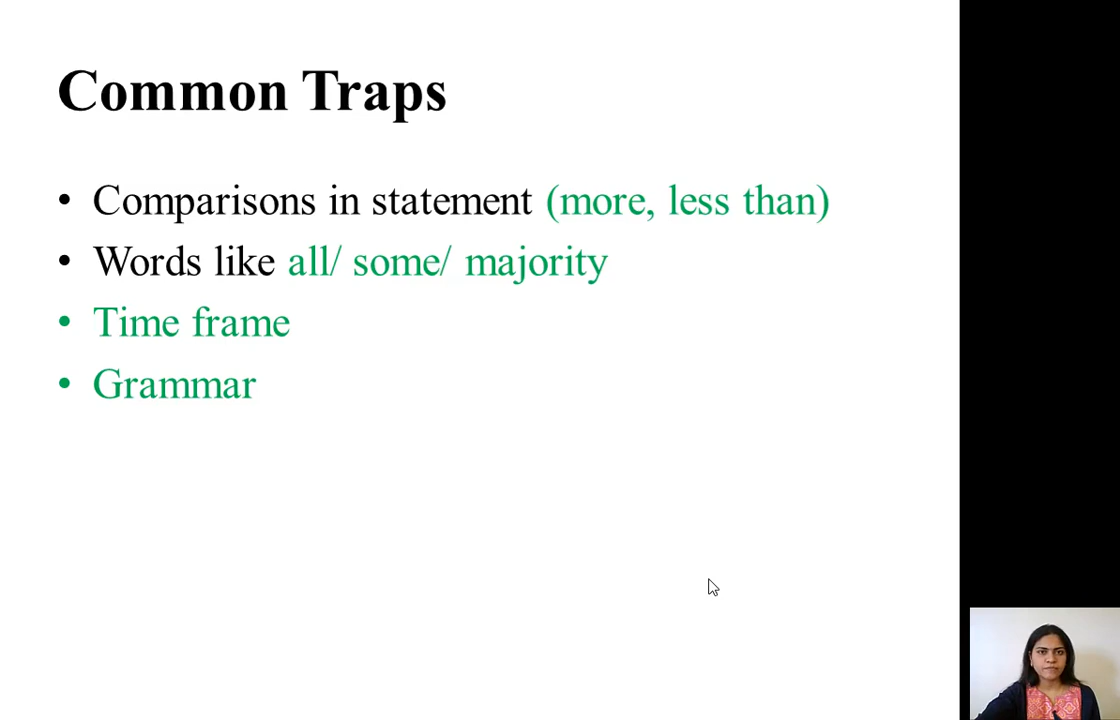 Common Traps
• Comparisons in statement (more, less than)
• Words like all/ some/ majority
• Time frame
• Grammar